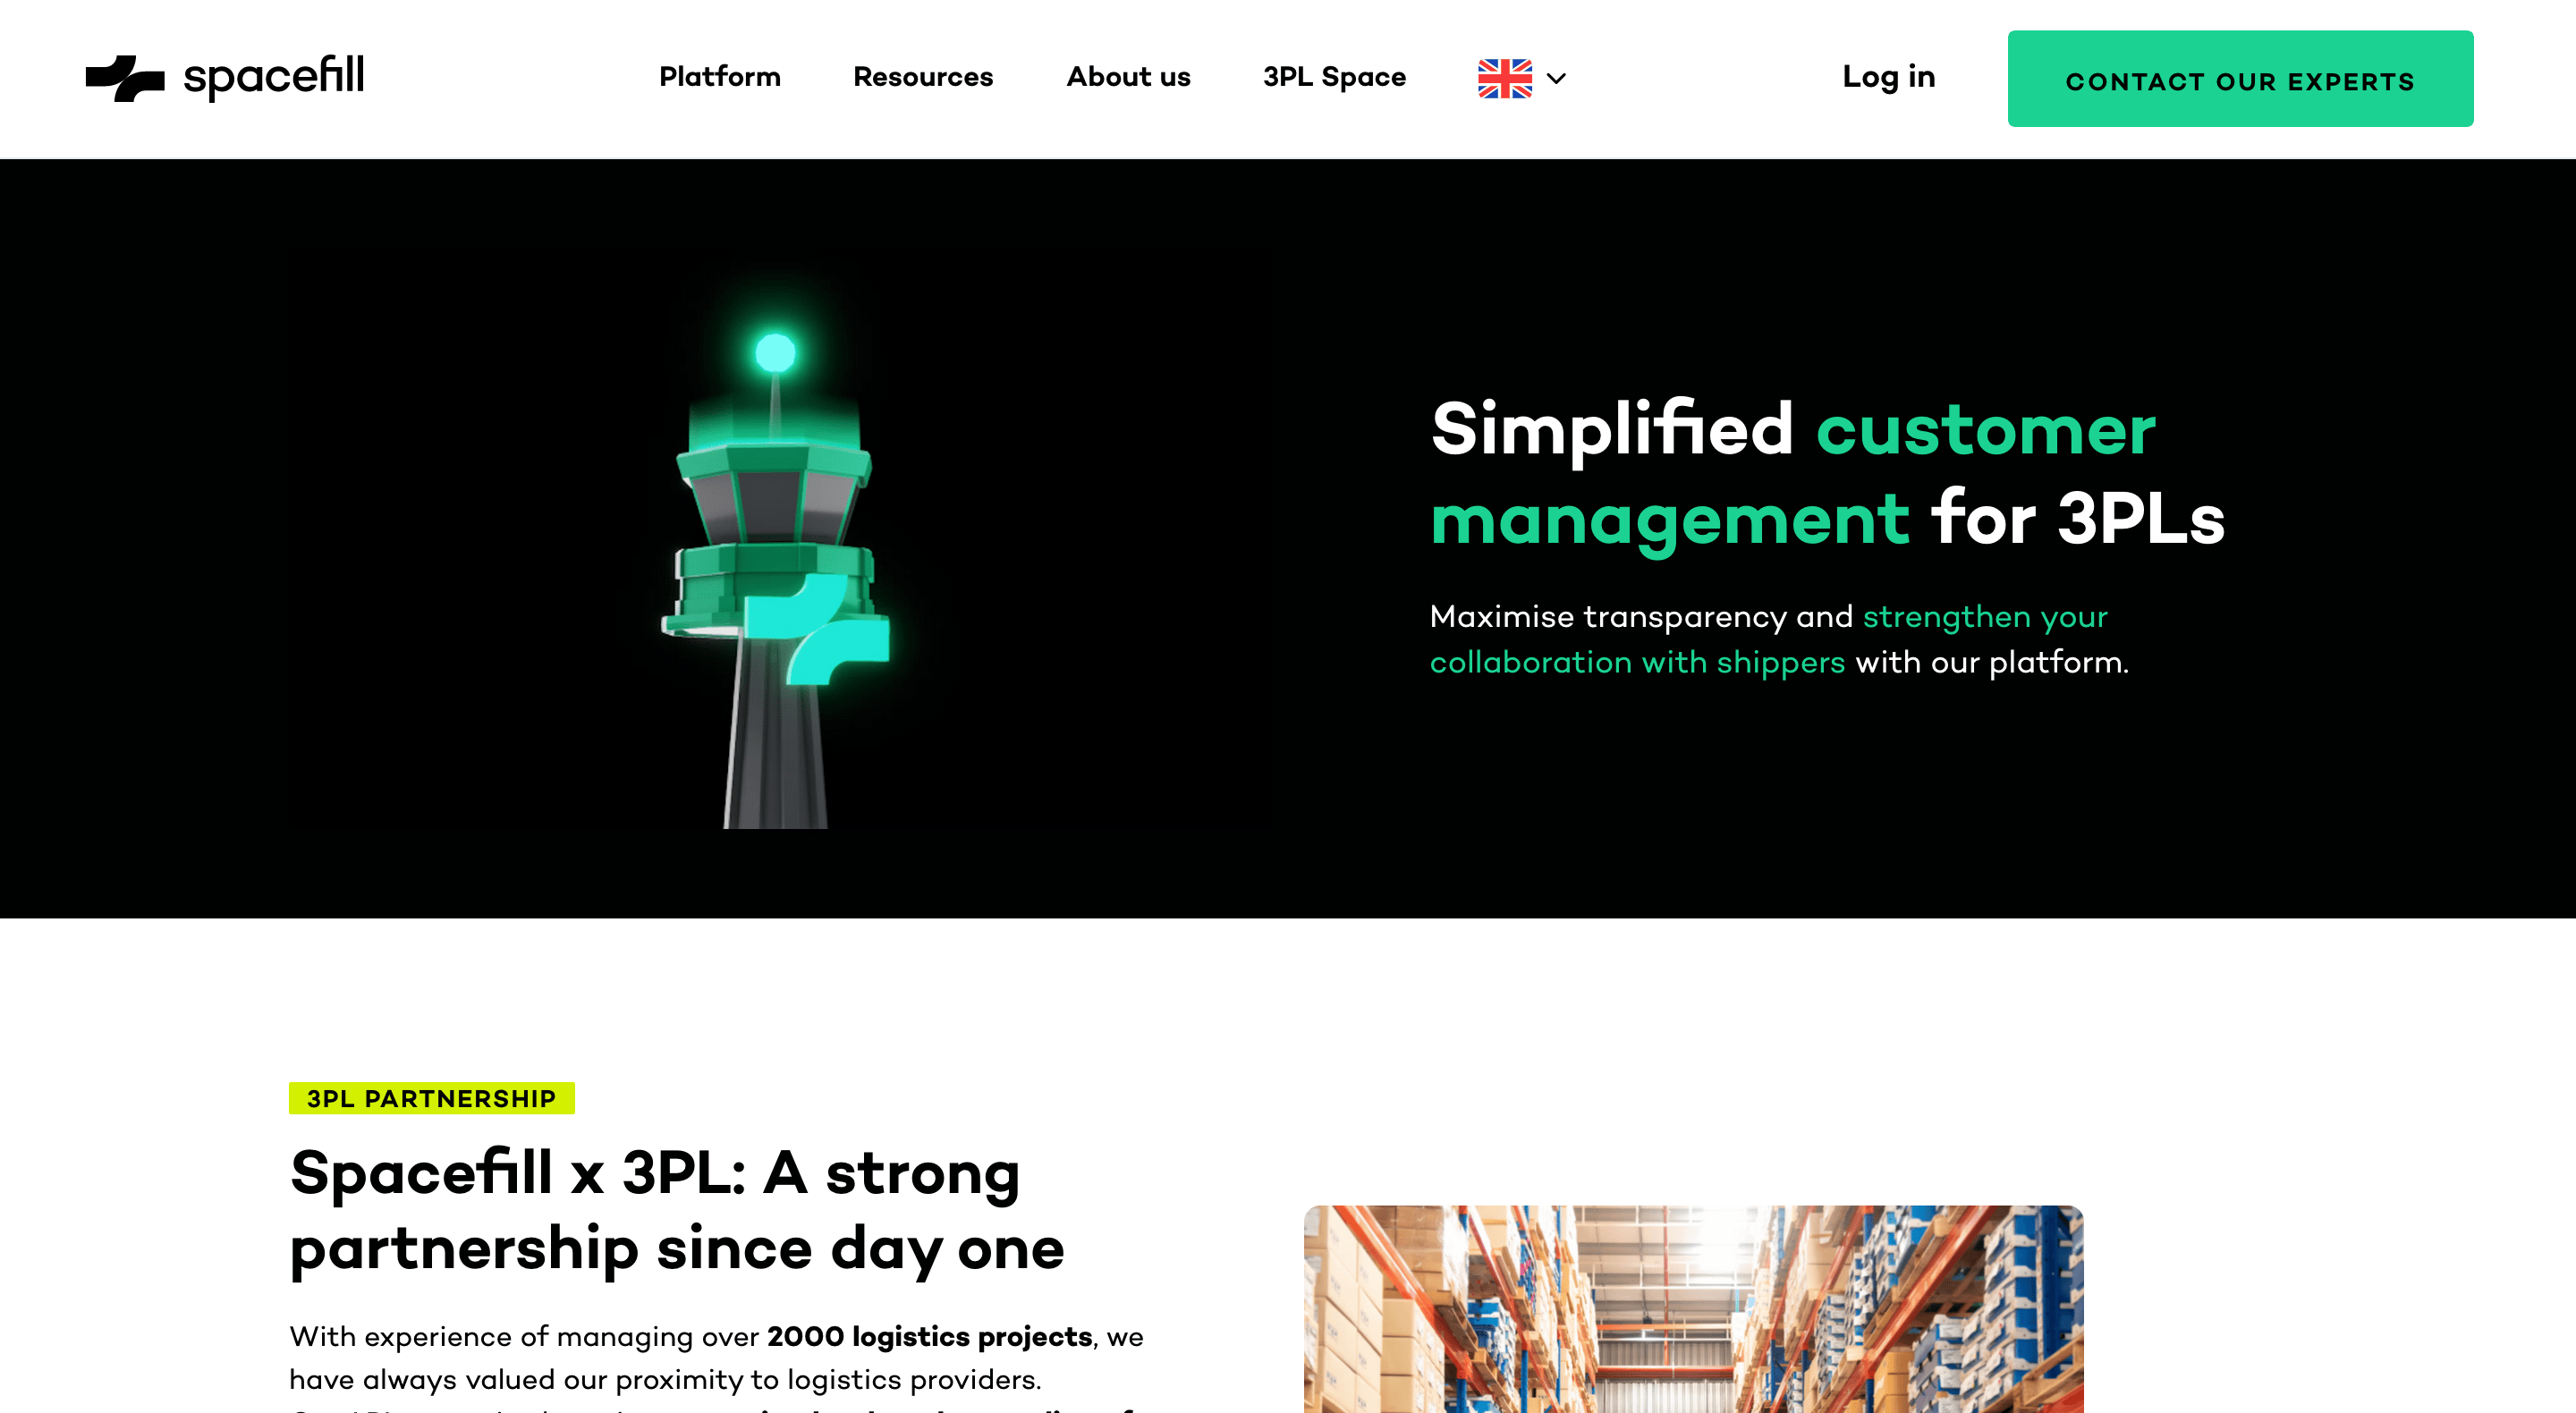 spacefill
Platform
Resources
About us
3PL Space
Log in
CONTACT OUR EXPERTS
Simplified customer
management for 3PLs
Maximise transparency and strengthen your
collaboration with shippers with our platform.
3PL PARTNERSHIP
Spacefill x 3PL: A strong
partnership since day one
With experience of managing over 2000 logistics projects, we
have always valued our proximity to logistics providers.